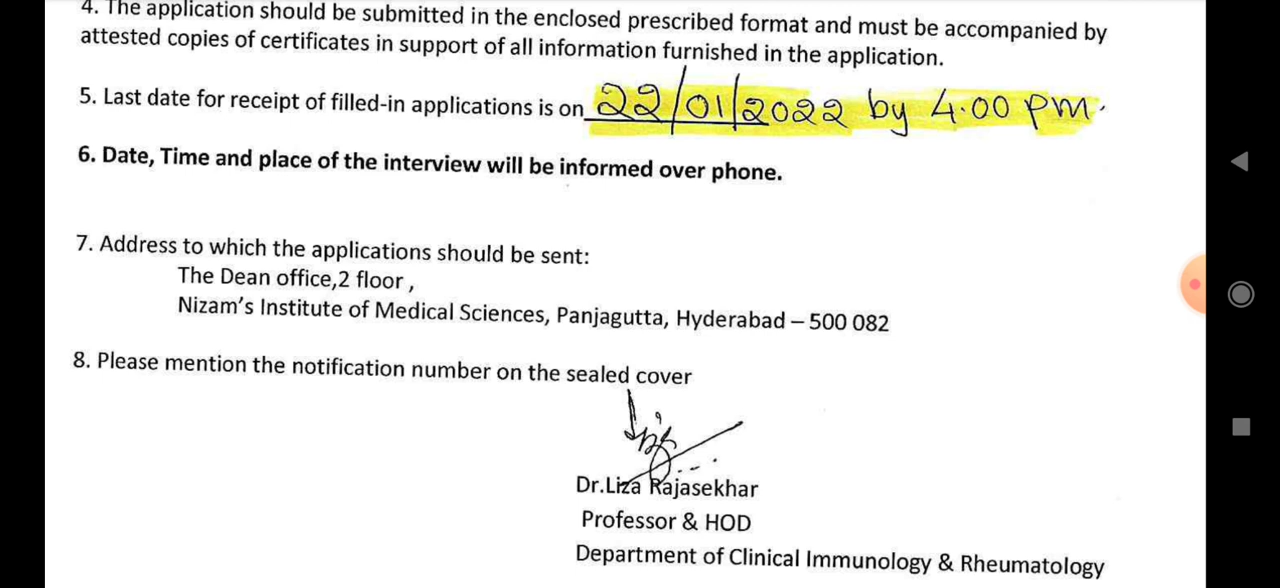 4. The application should be submitted in the enclosed prescribed format and must be accompanied by
attested copies of certificates in support of all information furnished in the application.
5. Last date for receipt of filled-in applications is on 22/01/2022 by 4.00 pm.
6. Date, Time and place of the interview will be informed over phone.
7. Address to which the applications should be sent:
The Dean office,2 floor ,
Nizam's Institute of Medical Sciences, Panjagutta, Hyderabad – 500 082
8. Please mention the notification number on the sealed cover
Dr.Liza Rajasekhar
Professor & HOD
Department of Clinical Immunology & Rheumatology